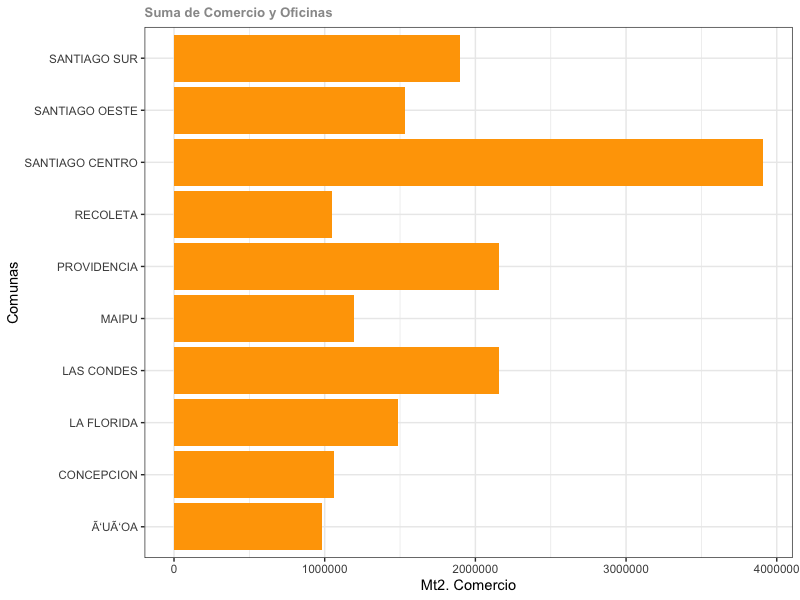 Suma de Comercio y Oficinas
SANTIAGO SUR
SANTIAGO OESTE
SANTIAGO CENTRO
RECOLETA
PROVIDENCIA
MAIPU
LAS CONDES
LA FLORIDA
CONCEPCION
Ã‘UÃ‘OA
Comunas
0 1000000 2000000 3000000 4000000
Mt2. Comercio